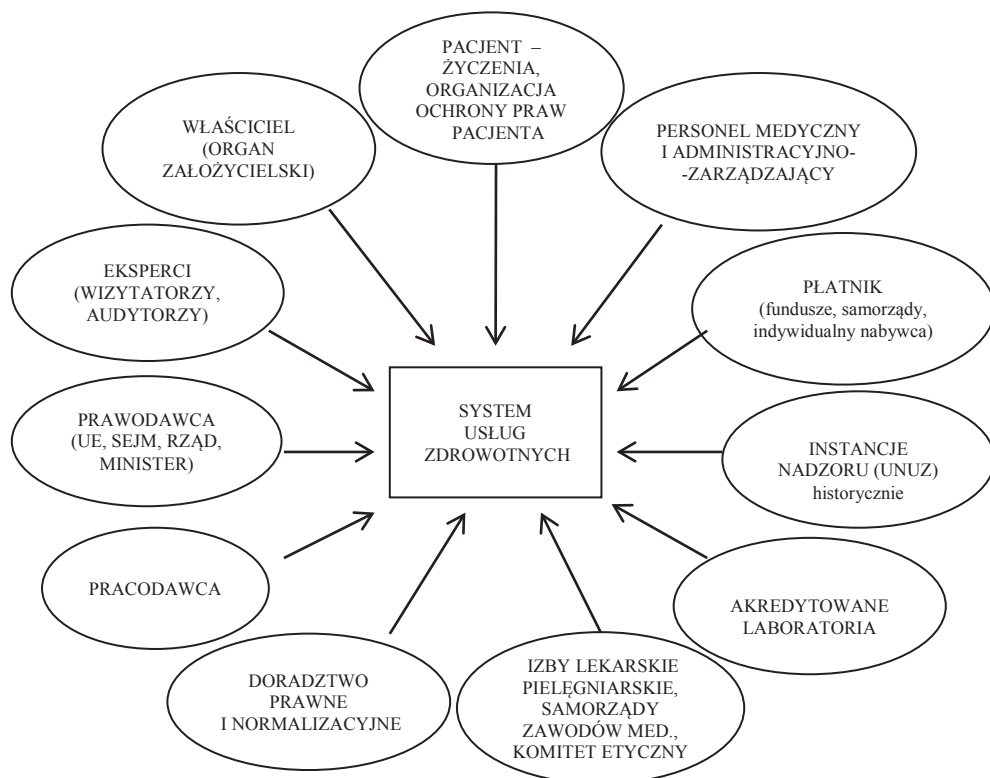 PACJENT –
ŻYCZENIA,
ORGANIZACJA
OCHRONY PRAW
PACJENTA
WŁAŚCICIEL
(ORGAN
ZAŁOŻYCIELSKI)
PERSONEL MEDYCZNY
I ADMINISTRACYJNO-
-ZARZĄDZAJĄCY
EKSPERCI
(WIZYTATORZY,
AUDYTORZY)
PŁATNIK
(fundusze, samorządy,
indywidualny nabywca)
PRAWODAWCA
(UE, SEJM, RZĄD,
MINISTER)
SYSTEM
USŁUG
ZDROWOTNYCH
INSTANCJE
NADZORU (UNUZ)
historycznie
PRACODAWCA
AKREDYTOWANE
LABORATORIA
DORADZTWO
PRAWNE
I NORMALIZACYJNE
IZBY LEKARSKIE
PIELĘGNIARSKIE,
SAMORZĄDY
ZAWODÓW MED.,
KOMITET ETYCZNY